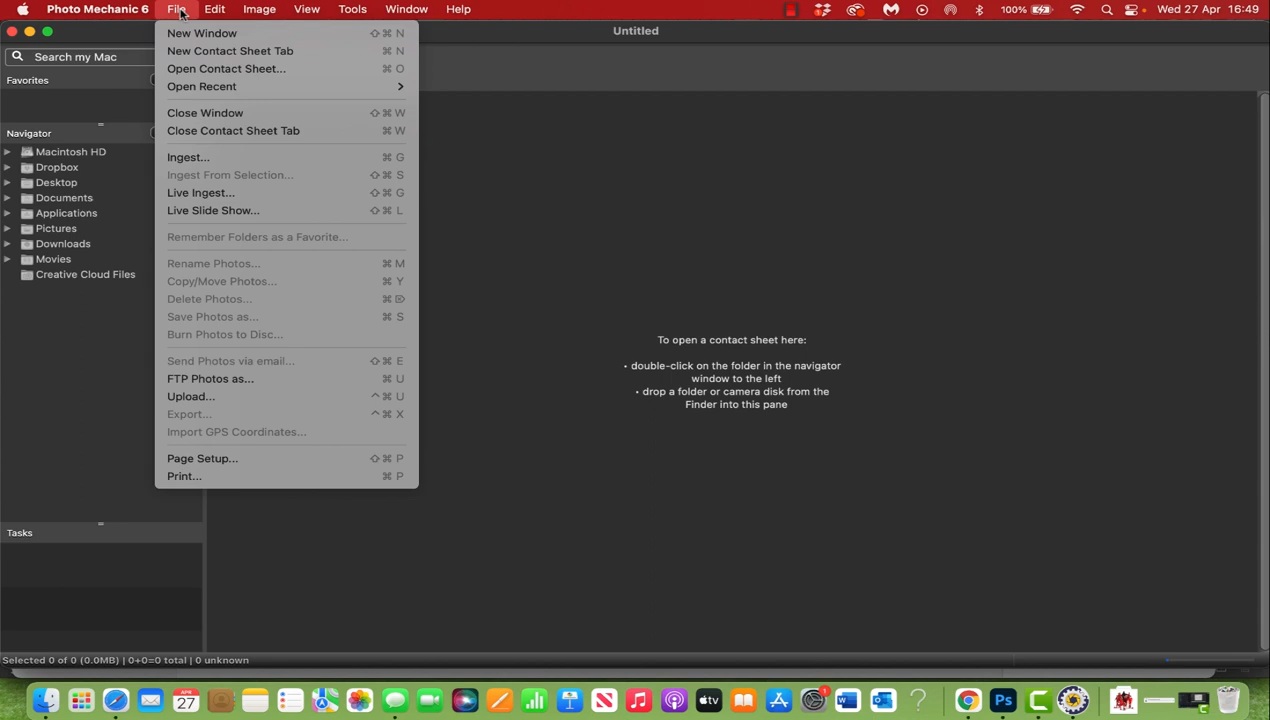 Photo Mechanic 6 File Edit Image View Tools Window Help 100% Wed 27 Apr 16:49
Untitled
Search my Mac
Favorites
Navigator
Macintosh HD
Dropbox
Desktop
Documents
Applications
Pictures
Downloads
Movies
Creative Cloud Files
Tasks
New Window ⇧⌘ N
New Contact Sheet Tab ⌘ N
Open Contact Sheet... ⌘ O
Open Recent
Close Window ⇧⌘ W
Close Contact Sheet Tab ⌘ W
Ingest... ⌘ G
Ingest From Selection... ⇧⌘ S
Live Ingest... ⇧⌘ G
Live Slide Show... ⇧⌘ L
Remember Folders as a Favorite...
Rename Photos... ⌘ M
Copy/Move Photos... ⌘ Y
Delete Photos... ⌘ ⌦
Save Photos as... ⌘ S
Burn Photos to Disc...
Send Photos via email... ⇧⌘ E
FTP Photos as... ⌘ U
Upload... ^⌘ U
Export... ^⌘ X
Import GPS Coordinates...
Page Setup... ⇧⌘ P
Print... ⌘ P
To open a contact sheet here:
• double-click on the folder in the navigator
window to the left
• drop a folder or camera disk from the
Finder into this pane
Selected 0 of 0 (0.0MB) | 0+0=0 total | 0 unknown
APR
27
tv
1
W
?
Ps
C